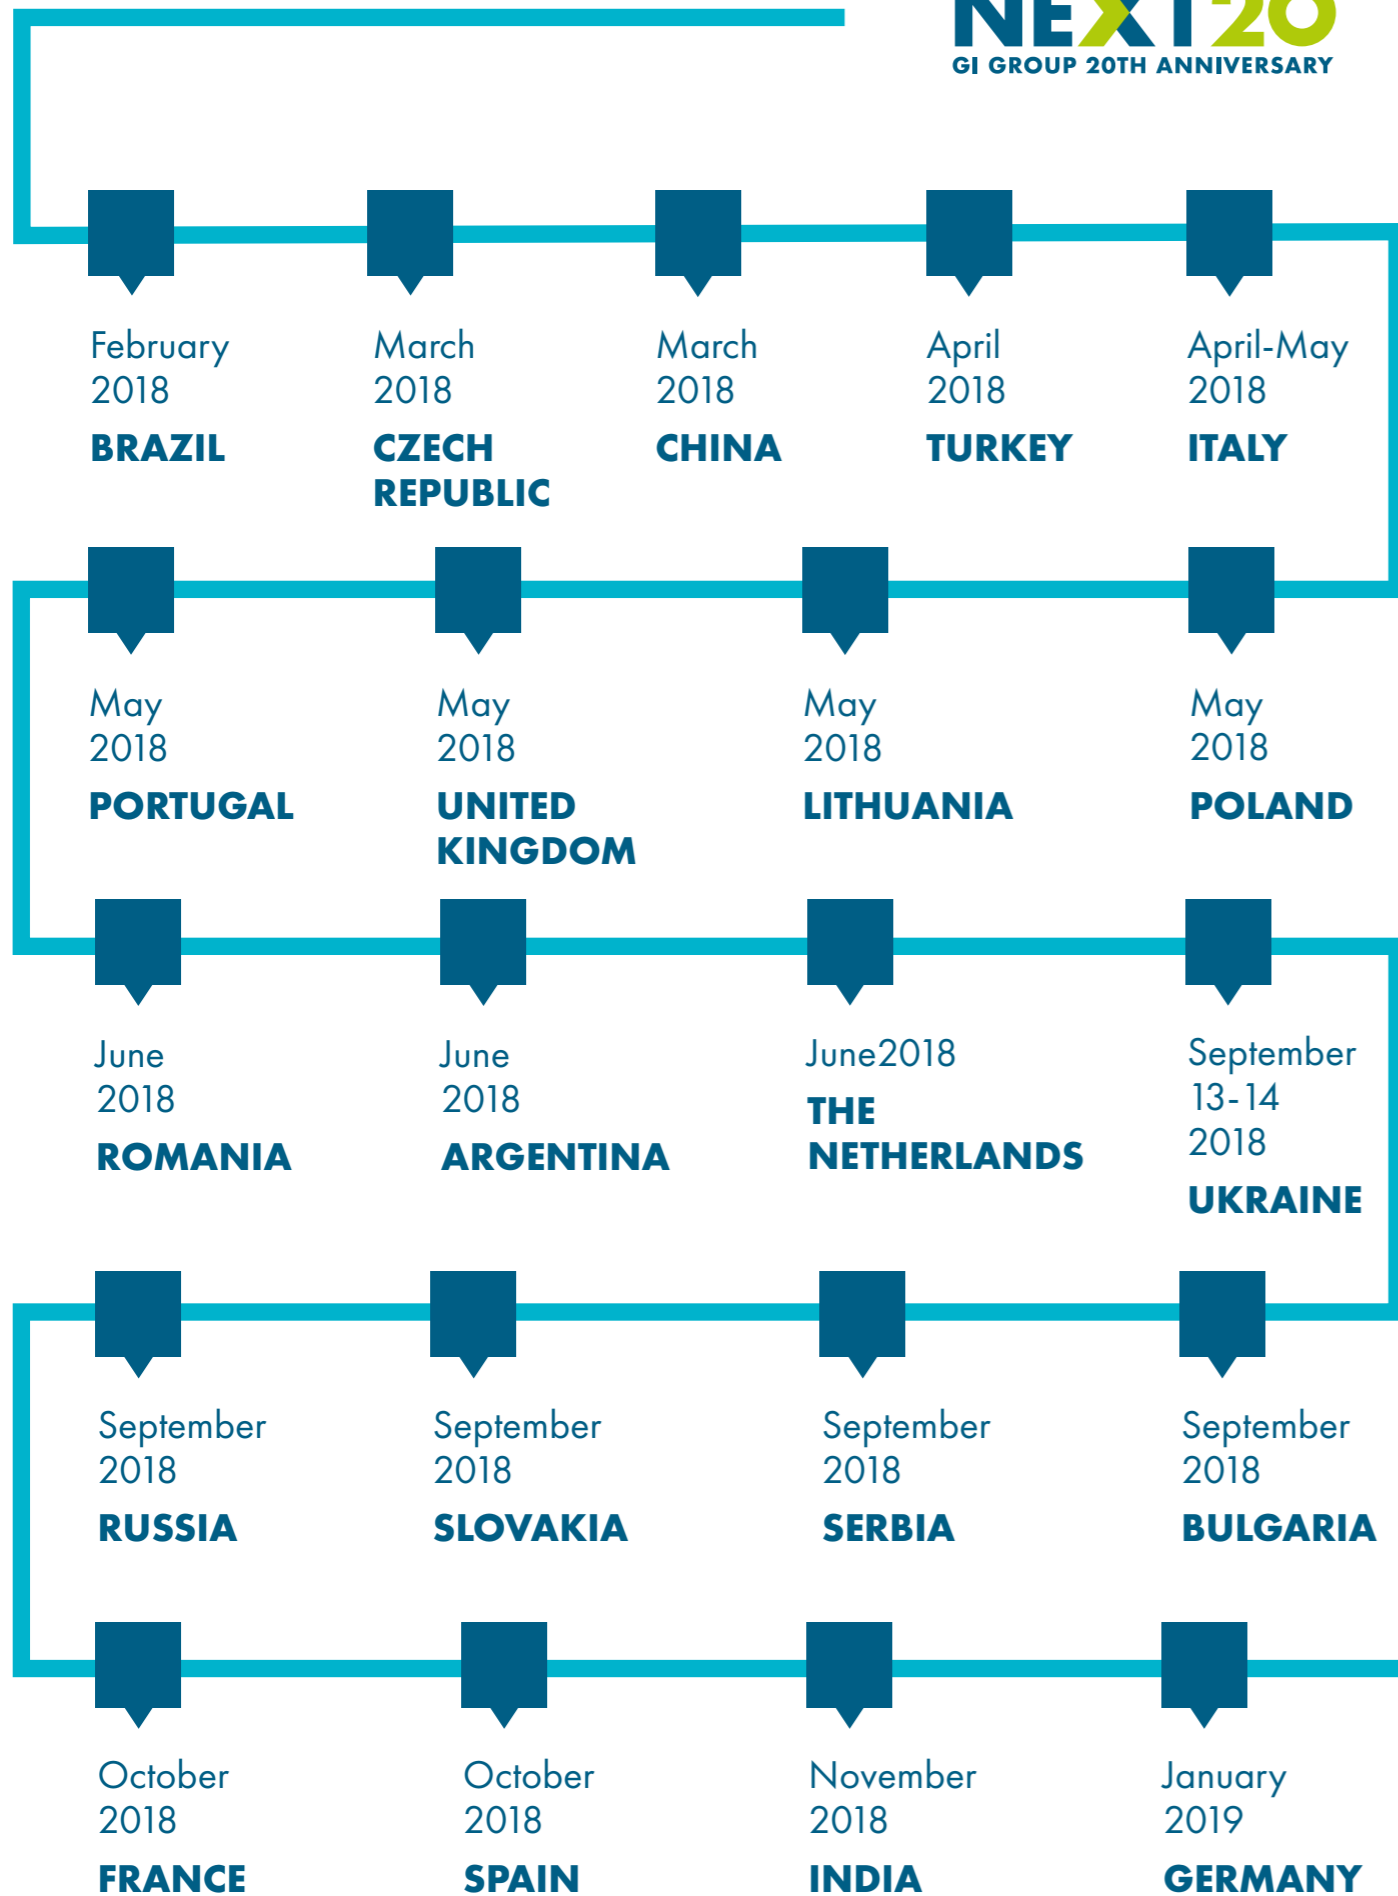 NEXT20
GI GROUP 20TH ANNIVERSARY
February
2018
BRAZIL
March
2018
CZECH
REPUBLIC
March
2018
CHINA
April
2018
TURKEY
April-May
2018
ITALY
May
2018
PORTUGAL
May
2018
UNITED
KINGDOM
May
2018
LITHUANIA
May
2018
POLAND
June
2018
ROMANIA
June
2018
ARGENTINA
June2018
THE
NETHERLANDS
September
13-14
2018
UKRAINE
September
2018
RUSSIA
September
2018
SLOVAKIA
September
2018
SERBIA
September
2018
BULGARIA
October
2018
FRANCE
October
2018
SPAIN
November
2018
INDIA
January
2019
GERMANY